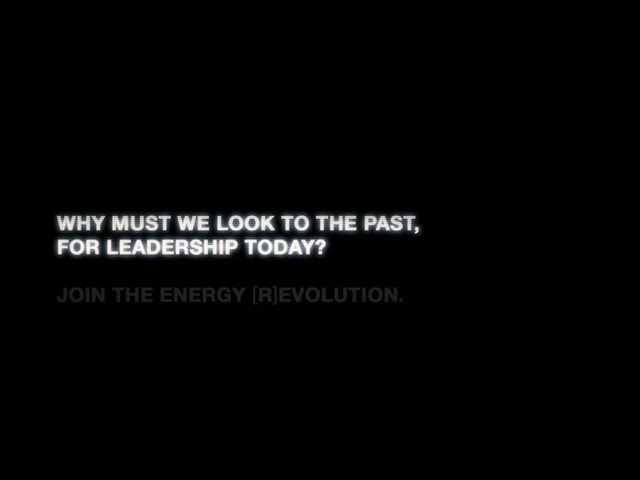 WHY MUST WE LOOK TO THE PAST,
FOR LEADERSHIP TODAY?
JOIN THE ENERGY [R]EVOLUTION.